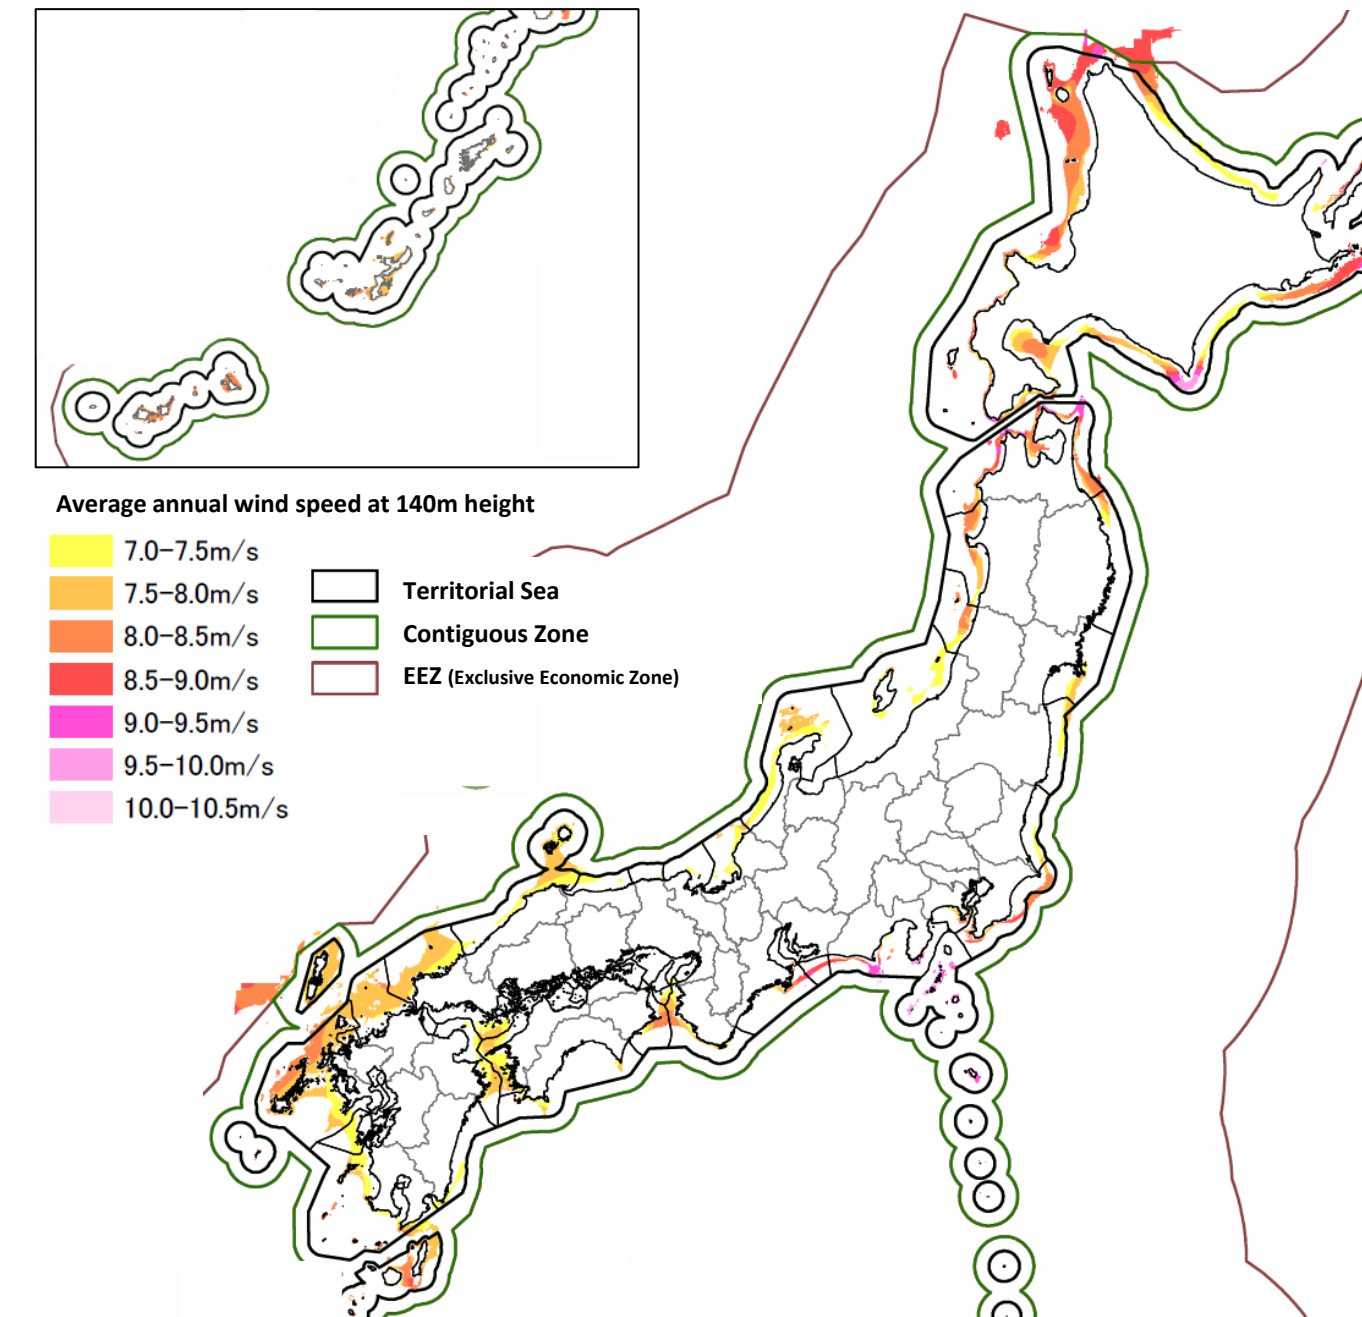 Average annual wind speed at 140m height
7.0-7.5m/s
7.5-8.0m/s
8.0-8.5m/s
8.5-9.0m/s
9.0-9.5m/s
9.5-10.0m/s
10.0-10.5m/s
Territorial Sea
Contiguous Zone
EEZ (Exclusive Economic Zone)